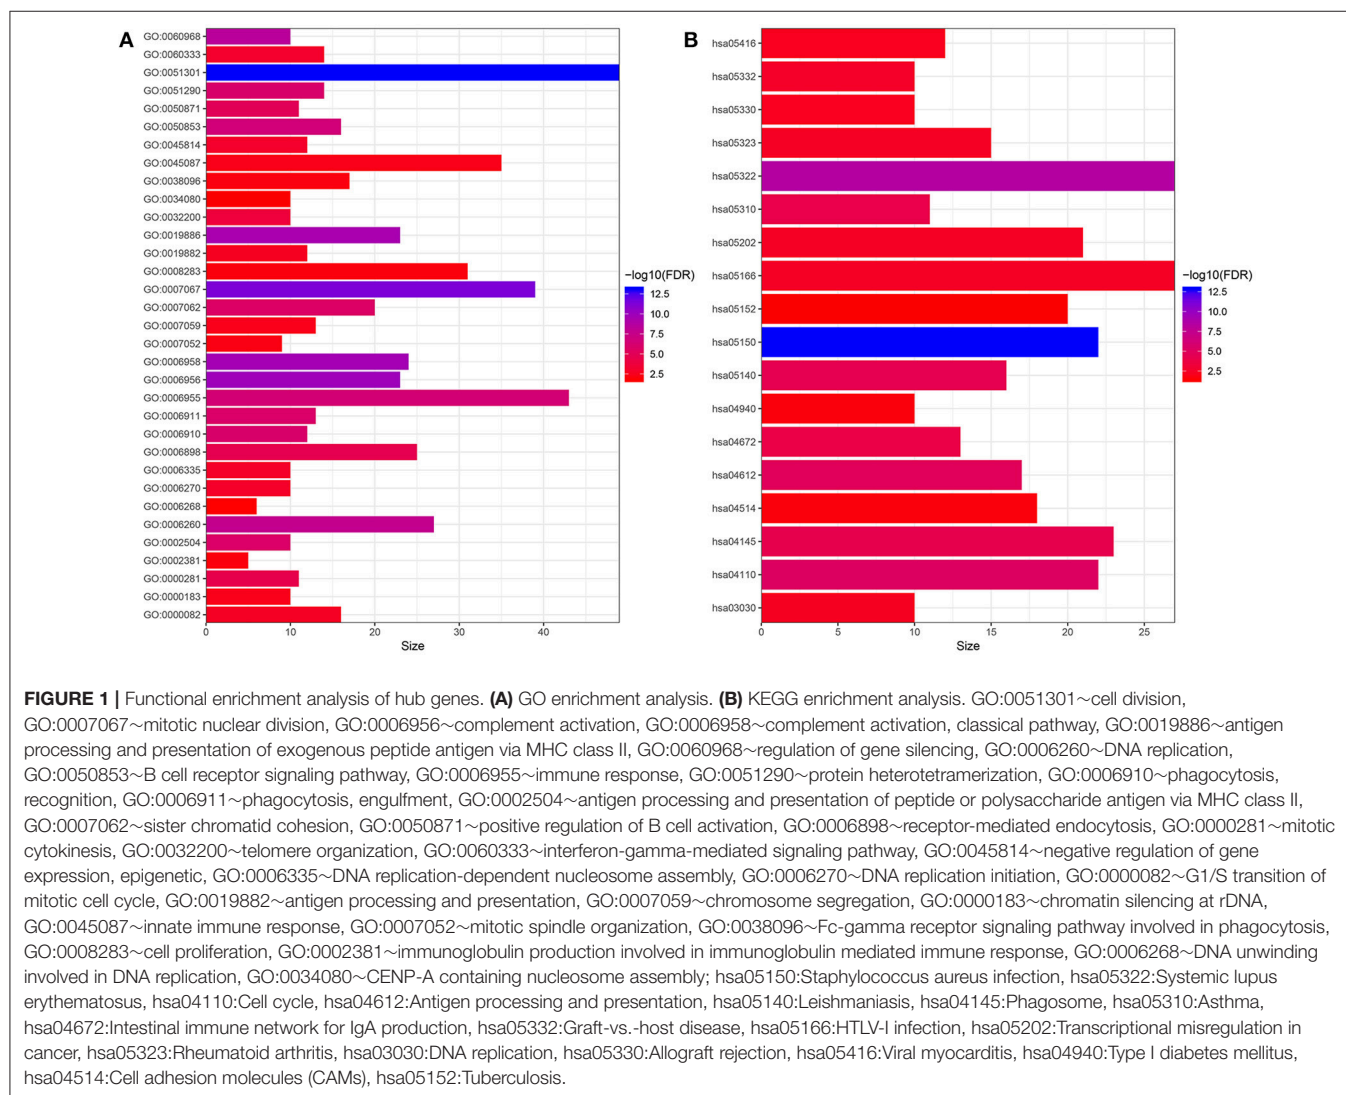 A
GO:0060968
GO:0060333
GO:0051301
GO:0051290
GO:0050871
GO:0050853
GO:0045814
GO:0045087
GO:0038096
GO:0034080
GO:0032200
GO:0019886
GO:0019882
GO:0008283
GO:0007067
GO:0007062
GO:0007059
GO:0007052
GO:0006958
GO:0006956
GO:0006955
GO:0006911
GO:0006910
GO:0006898
GO:0006335
GO:0006270
GO:0006268
GO:0006260
GO:0002504
GO:0002381
GO:0000281
GO:0000183
GO:0000082
0 10 20 30 40
Size
−log10(FDR)
12.5
10.0
7.5
5.0
2.5
B
hsa05416
hsa05332
hsa05330
hsa05323
hsa05322
hsa05310
hsa05202
hsa05166
hsa05152
hsa05150
hsa05140
hsa04940
hsa04672
hsa04612
hsa04514
hsa04145
hsa04110
hsa03030
0 5 10 15 20 25
Size
−log10(FDR)
12.5
10.0
7.5
5.0
2.5
FIGURE 1 | Functional enrichment analysis of hub genes. (A) GO enrichment analysis. (B) KEGG enrichment analysis. GO:0051301~cell division,
GO:0007067~mitotic nuclear division, GO:0006956~complement activation, GO:0006958~complement activation, classical pathway, GO:0019886~antigen
processing and presentation of exogenous peptide antigen via MHC class II, GO:0060968~regulation of gene silencing, GO:0006260~DNA replication,
GO:0050853~B cell receptor signaling pathway, GO:0006955~immune response, GO:0051290~protein heterotetramerization, GO:0006910~phagocytosis,
recognition, GO:0006911~phagocytosis, engulfment, GO:0002504~antigen processing and presentation of peptide or polysaccharide antigen via MHC class II,
GO:0007062~sister chromatid cohesion, GO:0050871~positive regulation of B cell activation, GO:0006898~receptor-mediated endocytosis, GO:0000281~mitotic
cytokinesis, GO:0032200~telomere organization, GO:0060333~interferon-gamma-mediated signaling pathway, GO:0045814~negative regulation of gene
expression, epigenetic, GO:0006335~DNA replication-dependent nucleosome assembly, GO:0006270~DNA replication initiation, GO:0000082~G1/S transition of
mitotic cell cycle, GO:0019882~antigen processing and presentation, GO:0007059~chromosome segregation, GO:0000183~chromatin silencing at rDNA,
GO:0045087~innate immune response, GO:0007052~mitotic spindle organization, GO:0038096~Fc-gamma receptor signaling pathway involved in phagocytosis,
GO:0008283~cell proliferation, GO:0002381~immunoglobulin production involved in immunoglobulin mediated immune response, GO:0006268~DNA unwinding
involved in DNA replication, GO:0034080~CENP-A containing nucleosome assembly; hsa05150:Staphylococcus aureus infection, hsa05322:Systemic lupus
erythematosus, hsa04110:Cell cycle, hsa04612:Antigen processing and presentation, hsa05140:Leishmaniasis, hsa04145:Phagosome, hsa05310:Asthma,
hsa04672:Intestinal immune network for IgA production, hsa05332:Graft-vs.-host disease, hsa05166:HTLV-I infection, hsa05202:Transcriptional misregulation in
cancer, hsa05323:Rheumatoid arthritis, hsa03030:DNA replication, hsa05330:Allograft rejection, hsa05416:Viral myocarditis, hsa04940:Type I diabetes mellitus,
hsa04514:Cell adhesion molecules (CAMs), hsa05152:Tuberculosis.